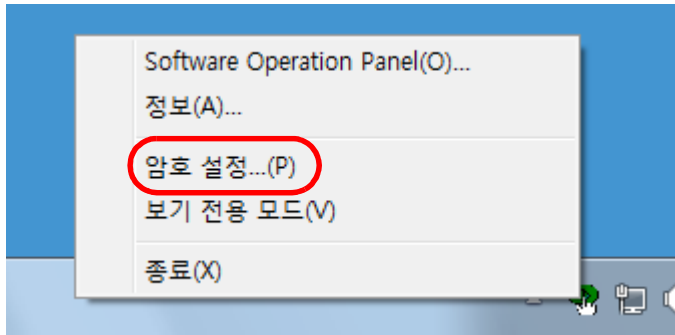 Software Operation Panel(O)...
정보(A)...
암호 설정...(P)
보기 전용 모드(V)
종료(X)